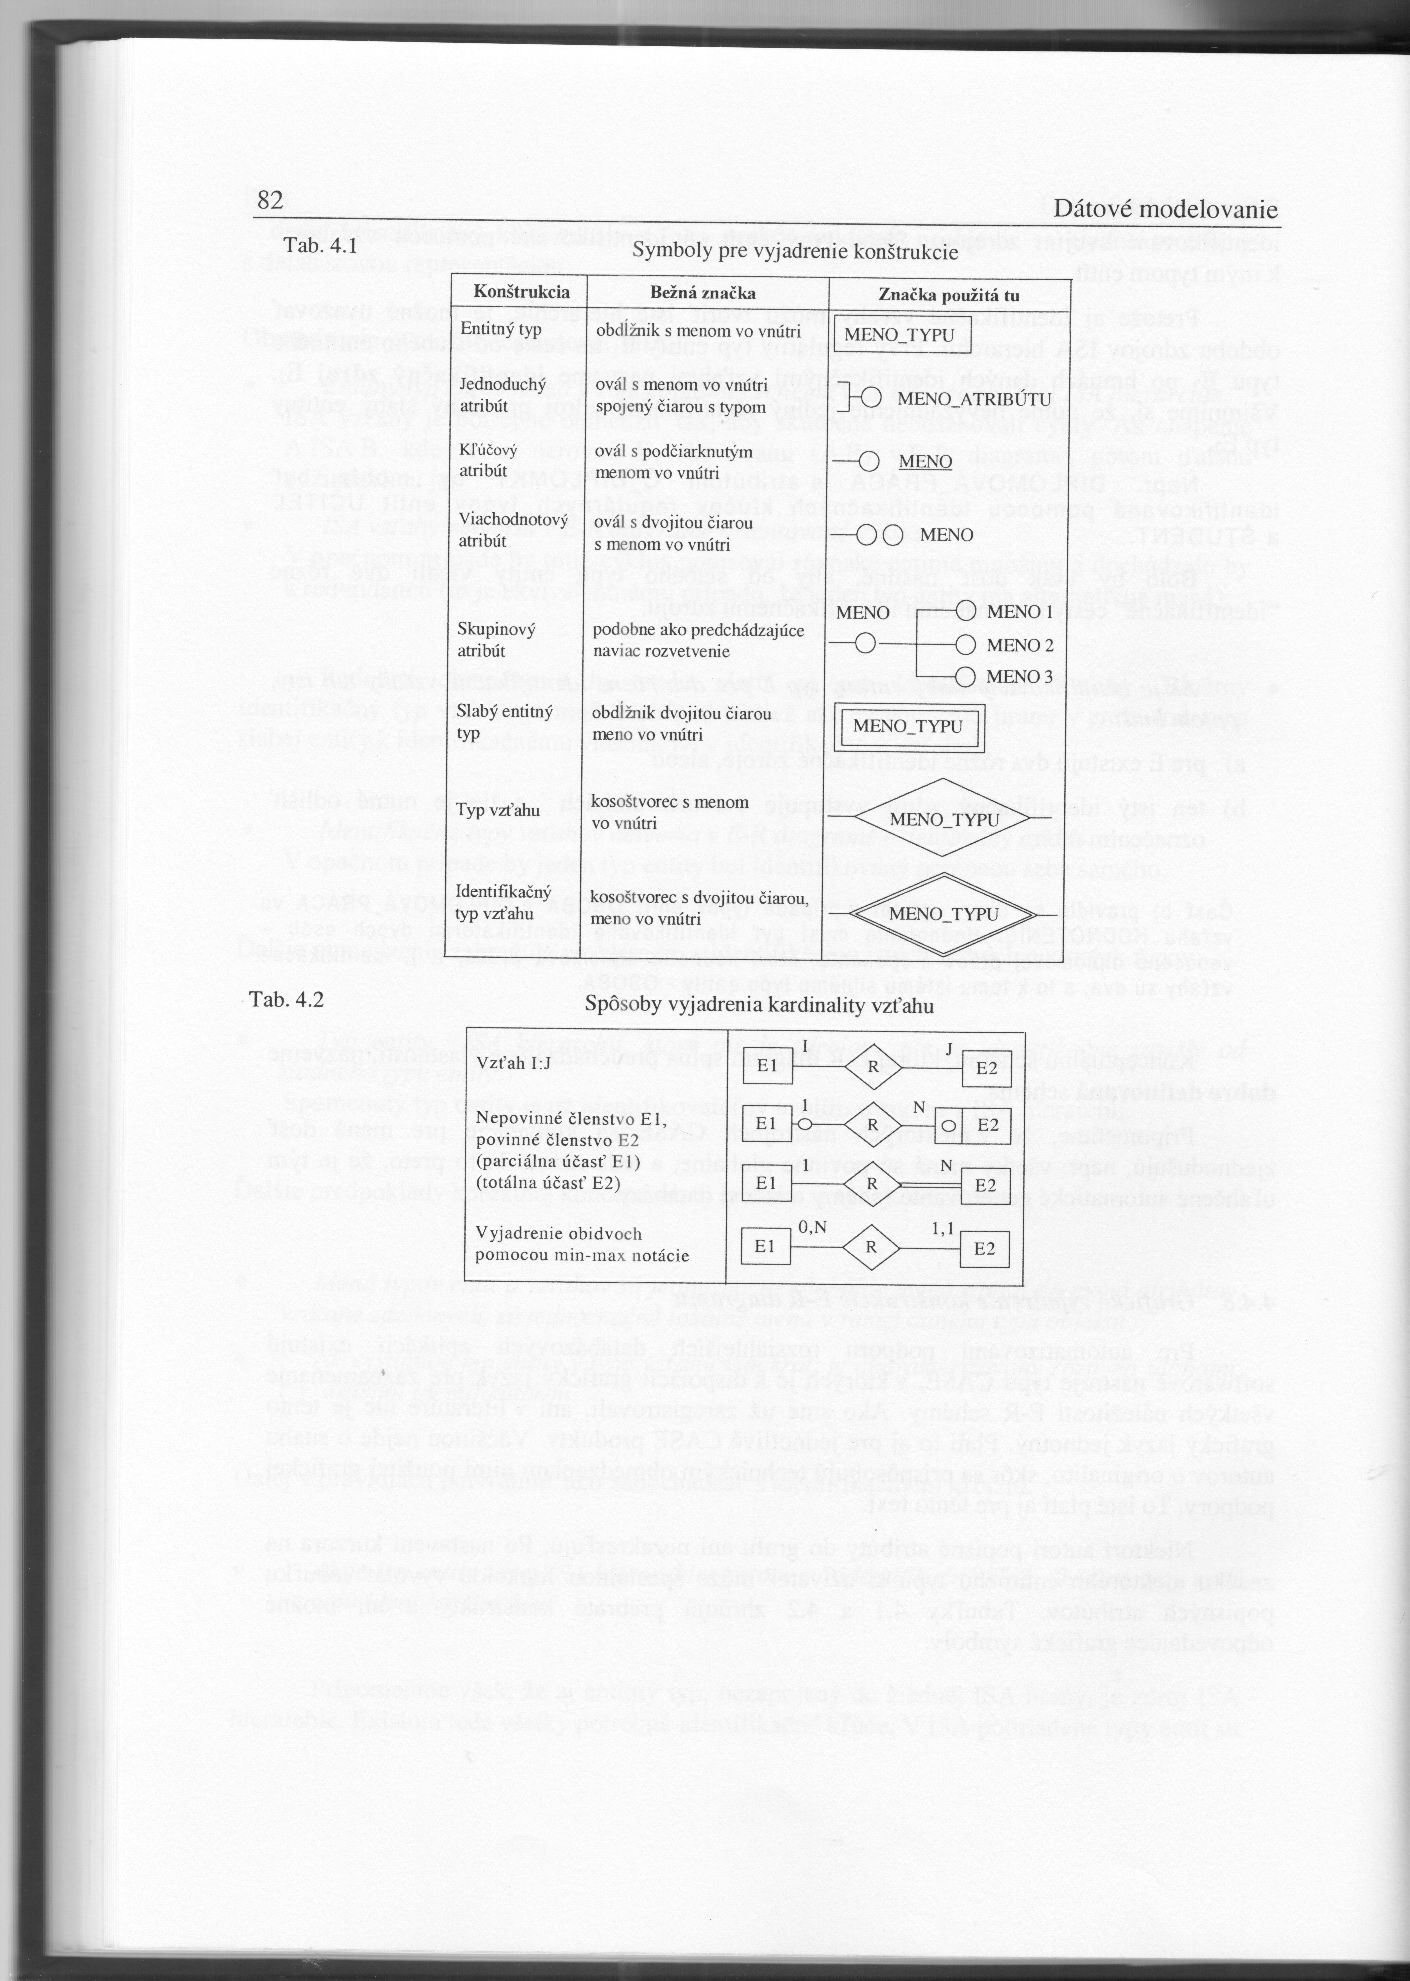 82
Dátové modelovanie
Tab. 4.1
Symboly pre vyjadrenie konštrukcie
Konštrukcia
Bežná značka
Značka použitá tu
Entitný typ
obdĺžnik s menom vo vnútri
MENO_TYPU
Jednoduchý
atribút
ovál s menom vo vnútri
spojený čiarou s typom
MENO_ATRIBÚTU
Kľúčový
atribút
ovál s podčiarknutým
menom vo vnútri
MENO
Viachodnotový
atribút
ovál s dvojitou čiarou
s menom vo vnútri
MENO
Skupinový
atribút
podobne ako predchádzajúce
naviac rozvetvenie
MENO
MENO 1
MENO 2
MENO 3
Slabý entitný
typ
obdĺžnik dvojitou čiarou
meno vo vnútri
MENO_TYPU
Typ vzťahu
kosoštvorec s menom
vo vnútri
MENO_TYPU
Identifikačný
typ vzťahu
kosoštvorec s dvojitou čiarou,
meno vo vnútri
MENO_TYPU
Tab. 4.2
Spôsoby vyjadrenia kardinality vzťahu
Vzťah I:J
E1 I R J E2
Nepovinné členstvo E1,
povinné členstvo E2
(parciálna účasť E1)
(totálna účasť E2)
E1 1 R N E2
E1 1 R N E2
Vyjadrenie obidvoch
pomocou min-max notácie
E1 0,N R 1,1 E2